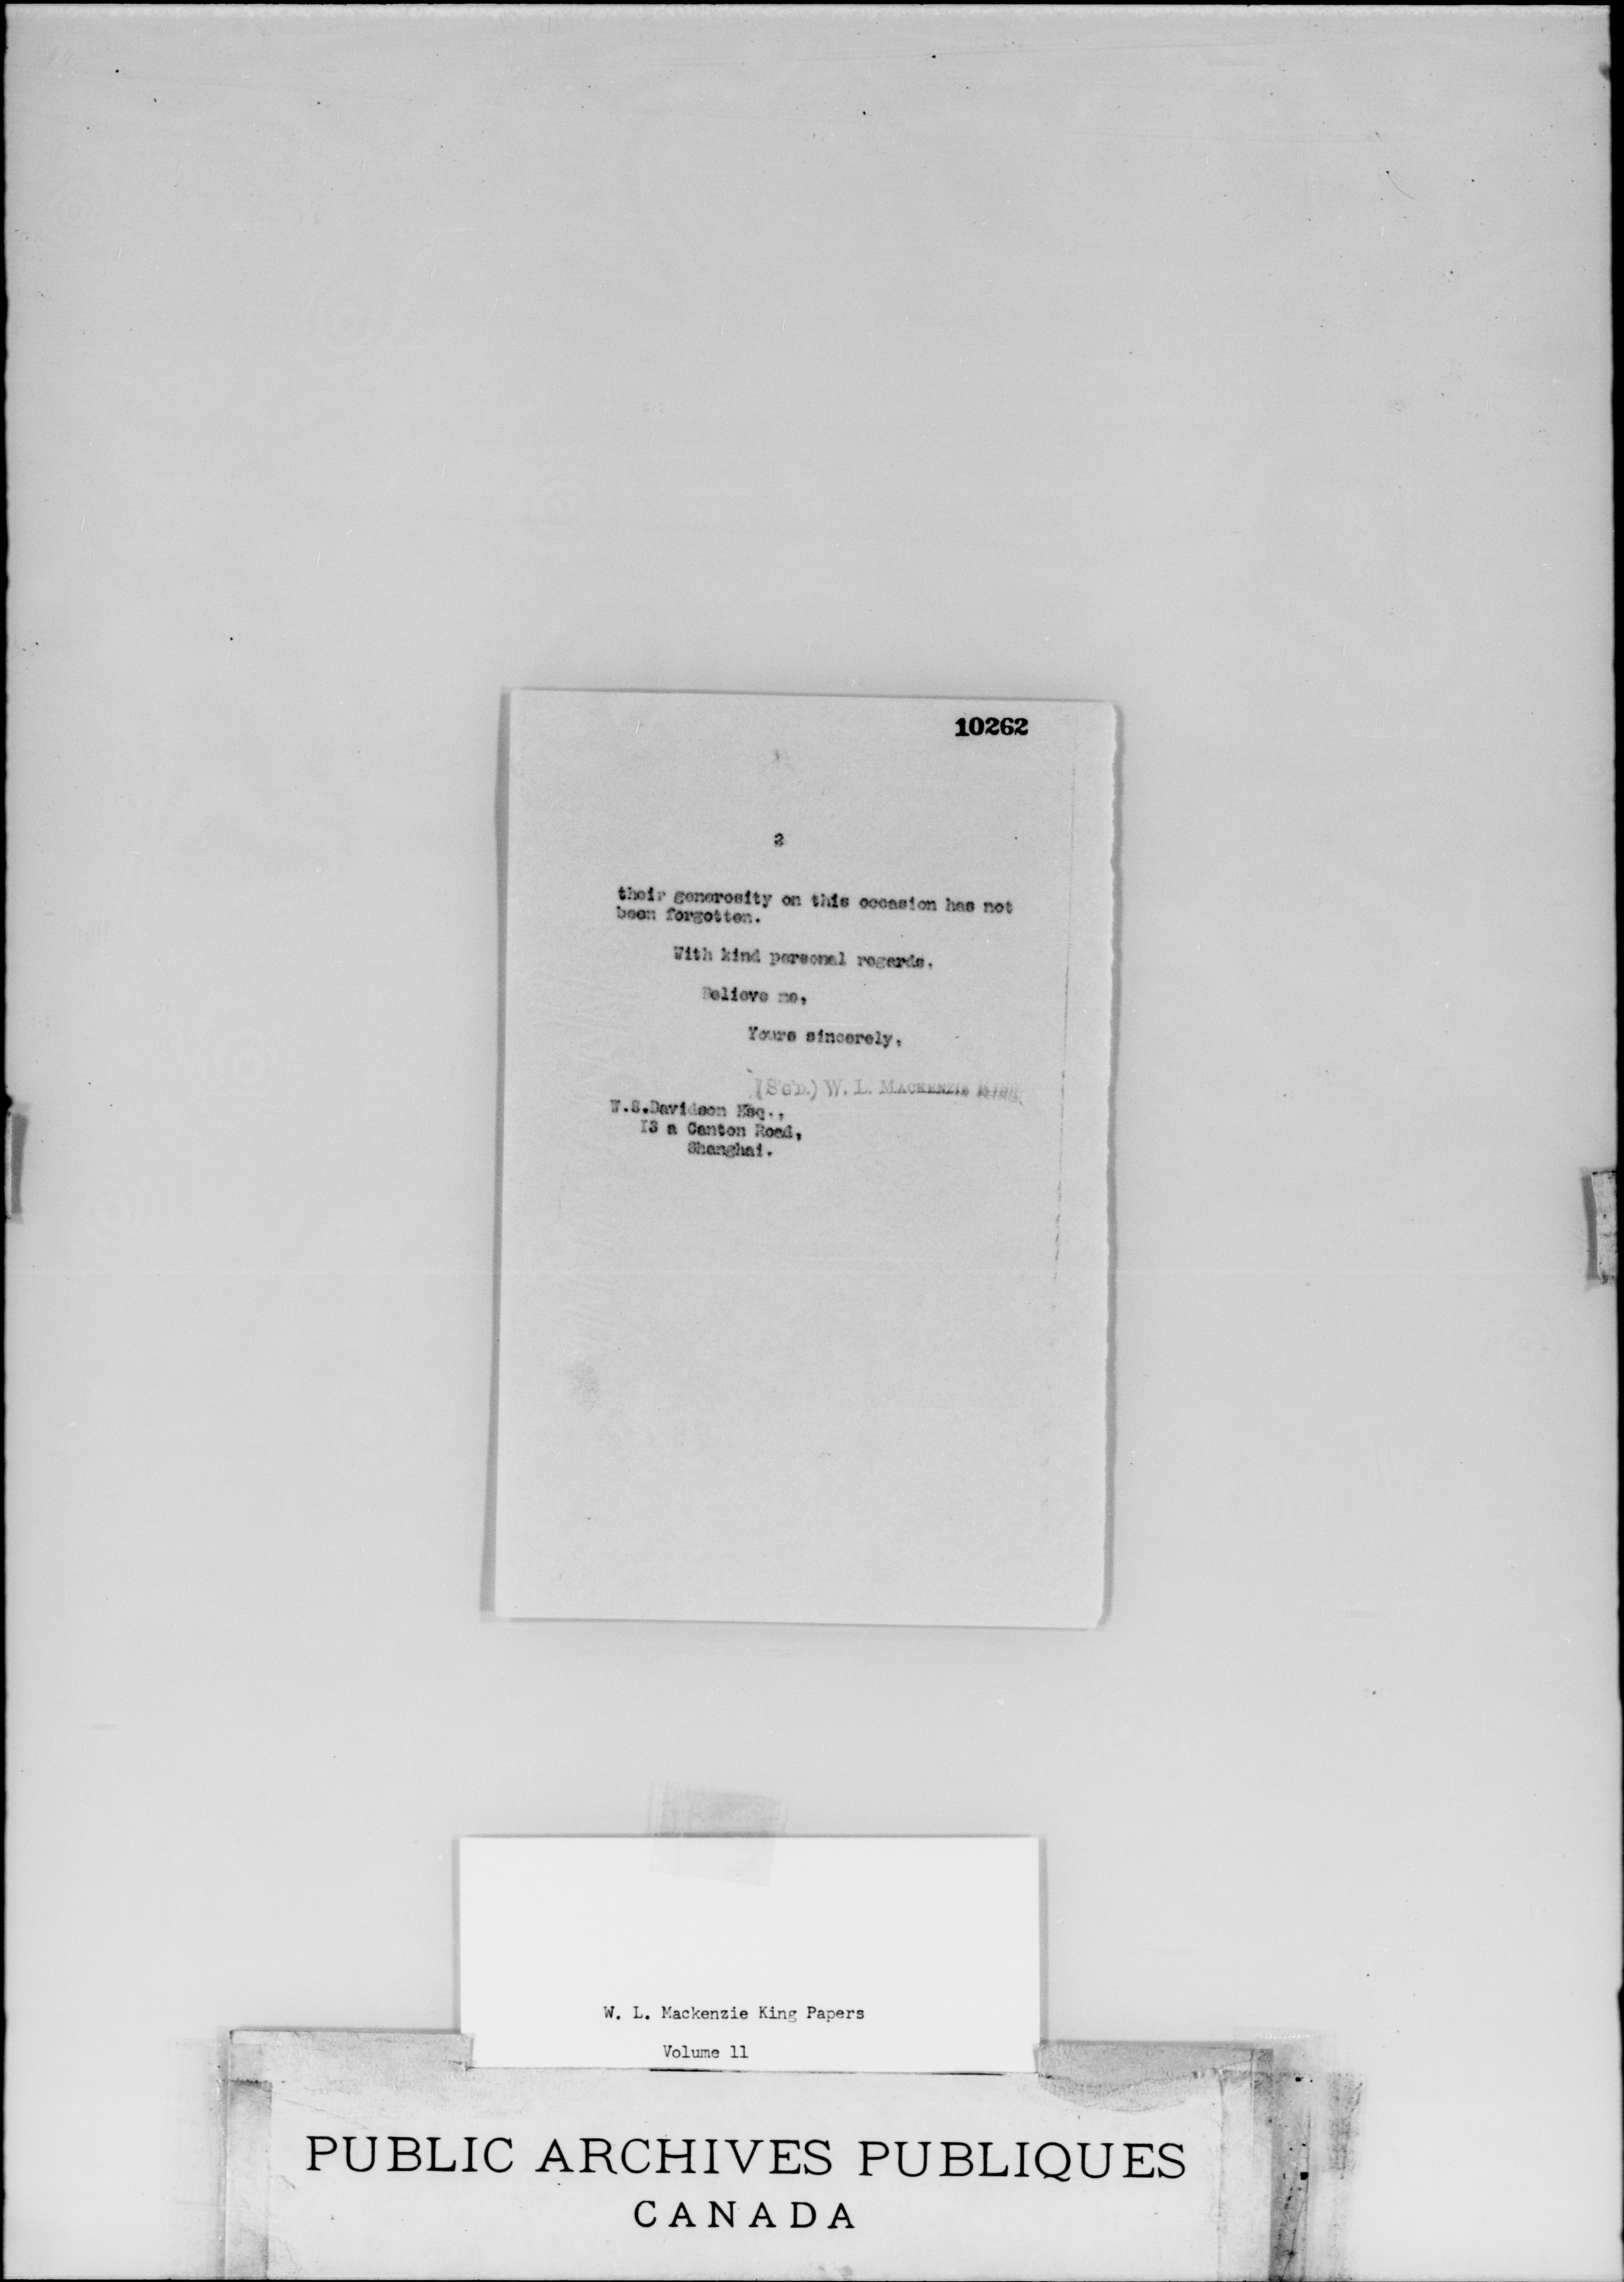 10262
2
their generosity on this occasion has not
been forgotten.
With kind personal regards,
Believe me,
Yours sincerely,
(SGD.) W. L. MACKENZIE KING
W.S.Davidson Esq.,
I3 a Canton Road,
Shanghai.
W. L. Mackenzie King Papers
Volume 11
PUBLIC ARCHIVES PUBLIQUES
CANADA